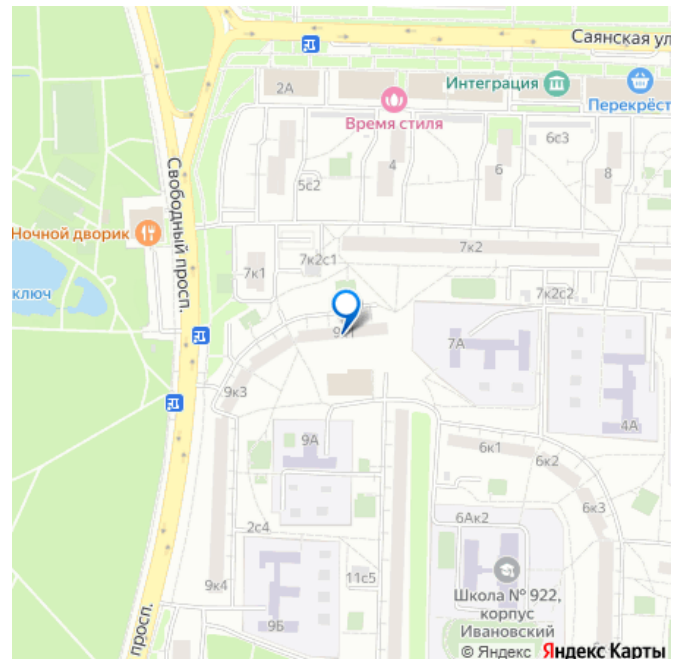 Саянская ул
2А
Интеграция
Перекрёст
Время стиля
4
6
6с3
8
5с2
Свободный просп.
Ночной дворик
7к2
7к1
7к2с1
ключ
7к2с2
7А
9к3
4А
6к1
9А
6к2
6к3
6Ак2
2с4
11с5
9к4
Школа № 922,
корпус
Ивановский
9Б
просп.
© Яндекс Яндекс Карты